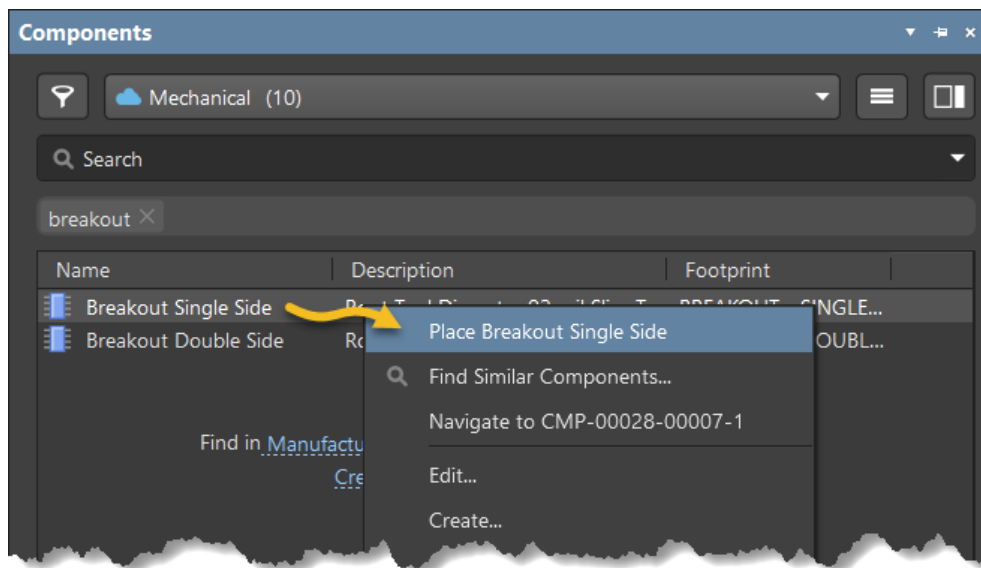 Components
Mechanical (10)
Search
breakout
Name Description Footprint
Breakout Single Side
Place Breakout Single Side
Breakout Double Side
Find Similar Components...
Navigate to CMP-00028-00007-1
Find in
Edit...
Create...